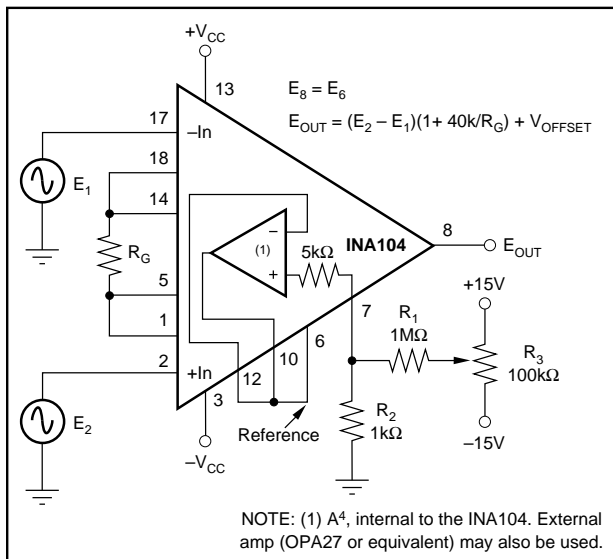 +VCC
13
E8 = E6
EOUT = (E2 – E1)(1+ 40k/RG) + VOFFSET
17
–In
18
E1
14
RG
(1)
–
+
INA104
5kΩ
8
EOUT
5
1
7
R1
1MΩ
+15V
R3
100kΩ
–15V
6
10
12
2
+In
3
E2
Reference
R2
1kΩ
–VCC
NOTE: (1) A4, internal to the INA104. External
amp (OPA27 or equivalent) may also be used.